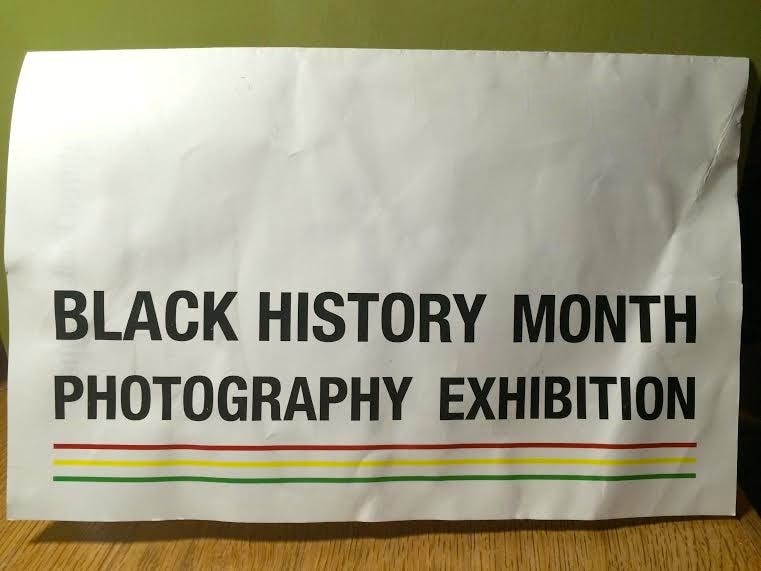 BLACK HISTORY MONTH
PHOTOGRAPHY EXHIBITION